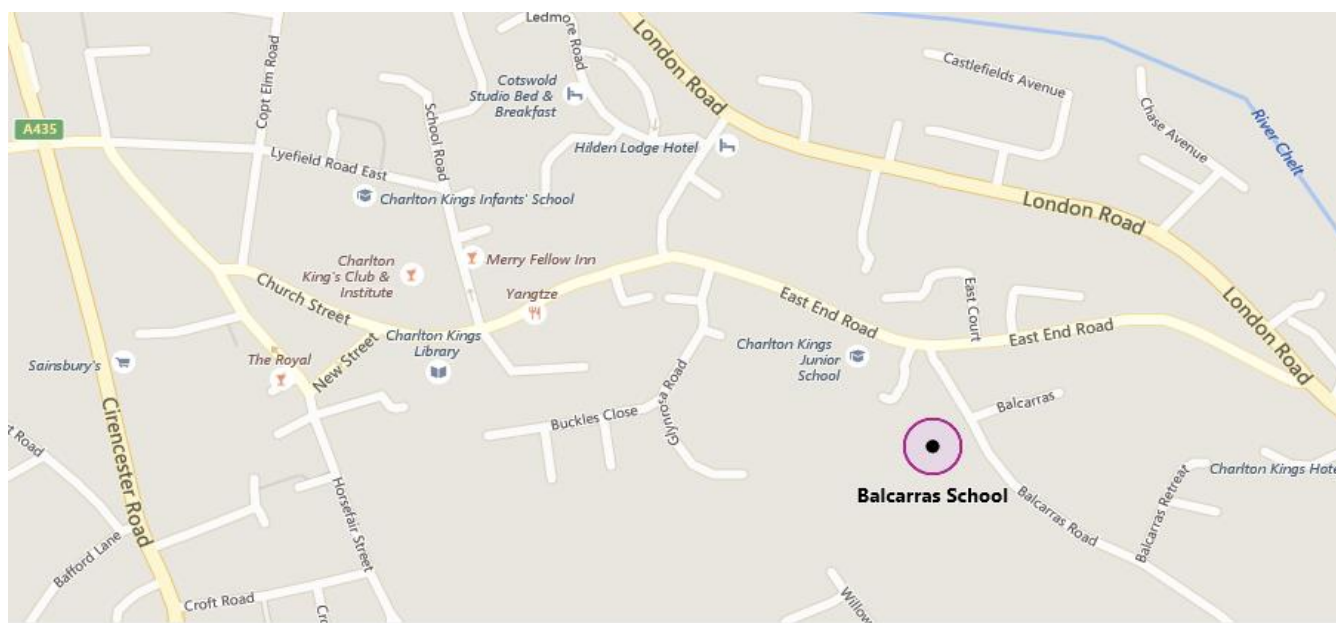 Ledmore
Road
London Road
Castlefields Avenue
Cotswold
Studio Bed &
Breakfast
Copt Elm Road
School Road
Chase Avenue
River Chelt
A435
Hilden Lodge Hotel
Lyefield Road East
Charlton Kings Infants' School
London Road
Charlton
King's Club &
Institute
Merry Fellow Inn
Yangtze
Church Street
East End Road
East Court
London Road
East End Road
Charlton Kings
Library
Charlton Kings
Junior
School
New Street
The Royal
Sainsbury's
Cirencester Road
Glynrosa Road
Buckles Close
Balcarras
rt Road
Charlton Kings Hote
Balcarras School
Balcarras Road
Balcarras Retreat
Horsefair Street
Bafford Lane
Croft Road
Cro
Willow